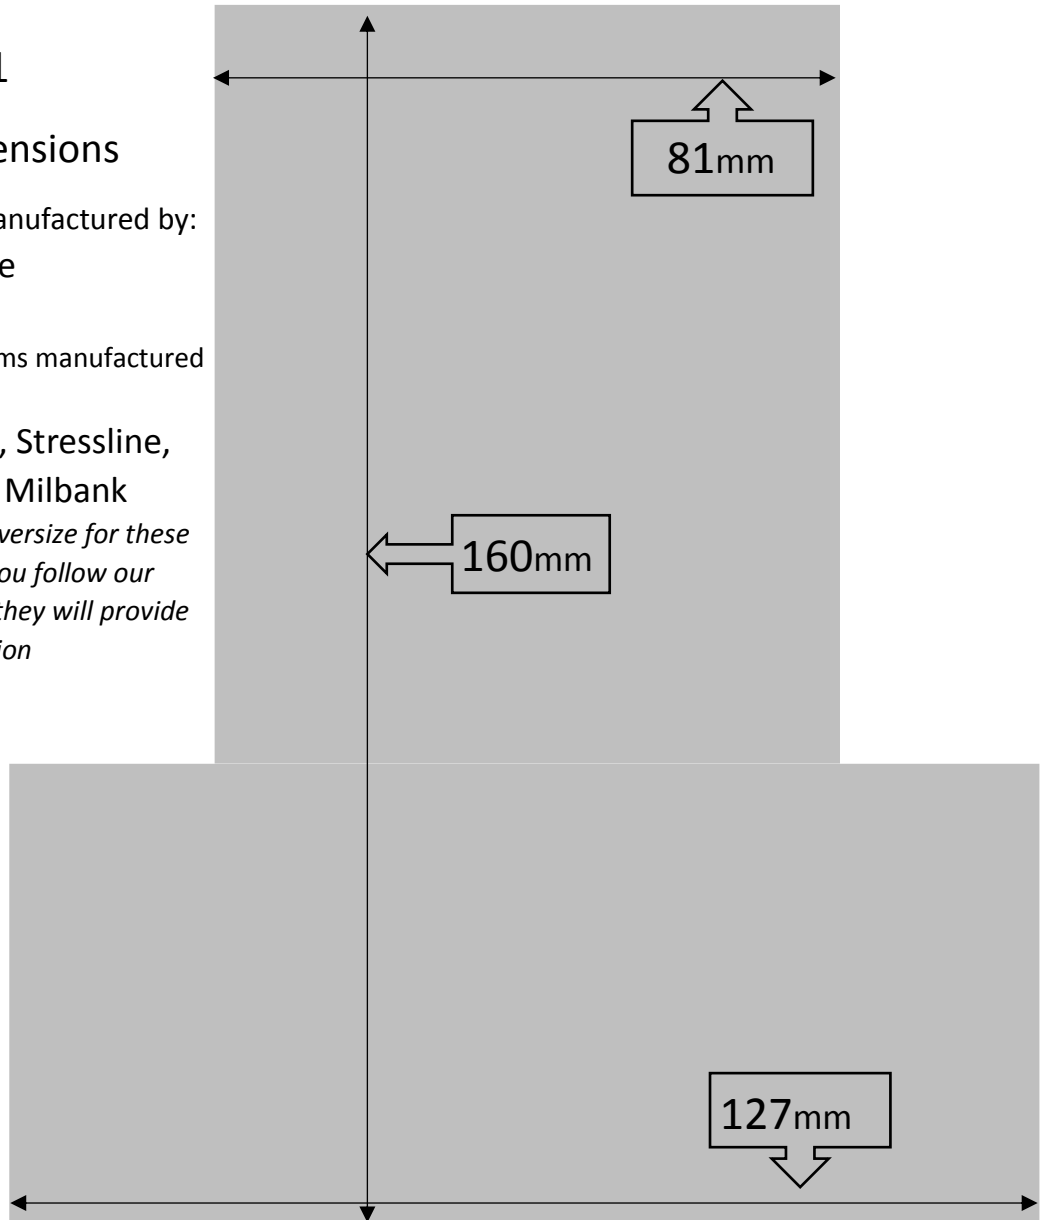 1
ensions
anufactured by:
e
ms manufactured
, Stressline,
Milbank
versize for these
ou follow our
they will provide
ion
81mm
160mm
127mm